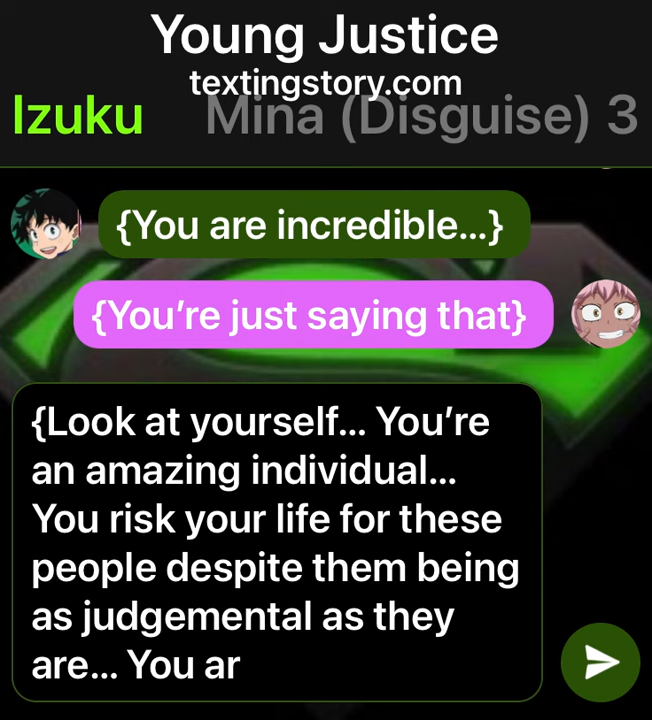 Young Justice
textingstory.com
Izuku Mina (Disguise) 3
{You are incredible...}
{You’re just saying that}
{Look at yourself... You’re
an amazing individual...
You risk your life for these
people despite them being
as judgemental as they
are... You ar